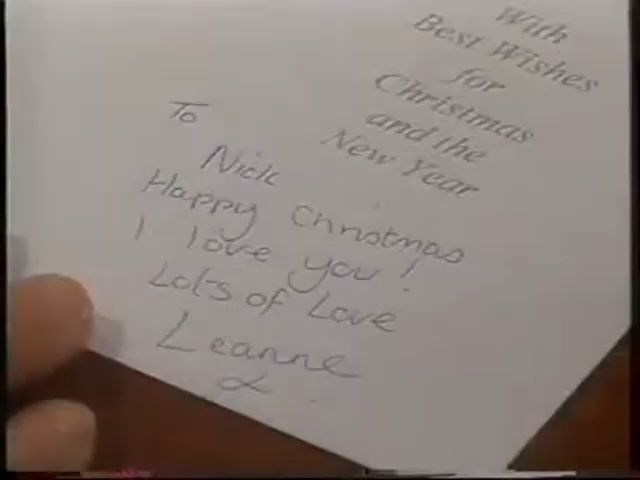 With
Best Wishes
for
Christmas
and the
New Year
To
Nick
Happy Christmas
I love you!
Lots of Love
Leanne
x